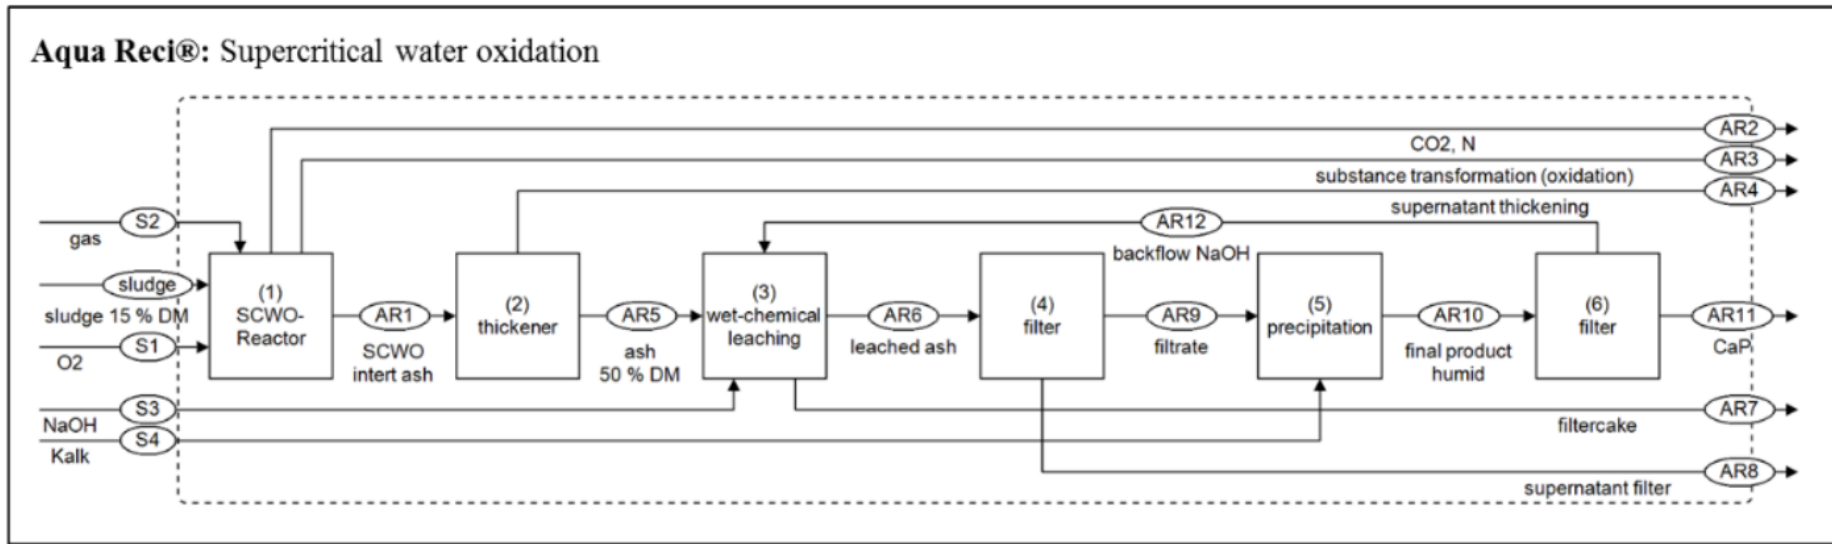 Aqua Reci®: Supercritical water oxidation
AR2
CO2, N
AR3
substance transformation (oxidation)
AR4
supernatant thickening
S2
gas
AR12
backflow NaOH
sludge
sludge 15 % DM
S1
O2
(1)
SCWO-
Reactor
AR1
SCWO
intert ash
(2)
thickener
AR5
ash
50 % DM
(3)
wet-chemical
leaching
AR6
leached ash
(4)
filter
AR9
filtrate
(5)
precipitation
AR10
final product
humid
(6)
filter
AR11
CaP
S3
NaOH
S4
Kalk
AR7
filtercake
AR8
supernatant filter